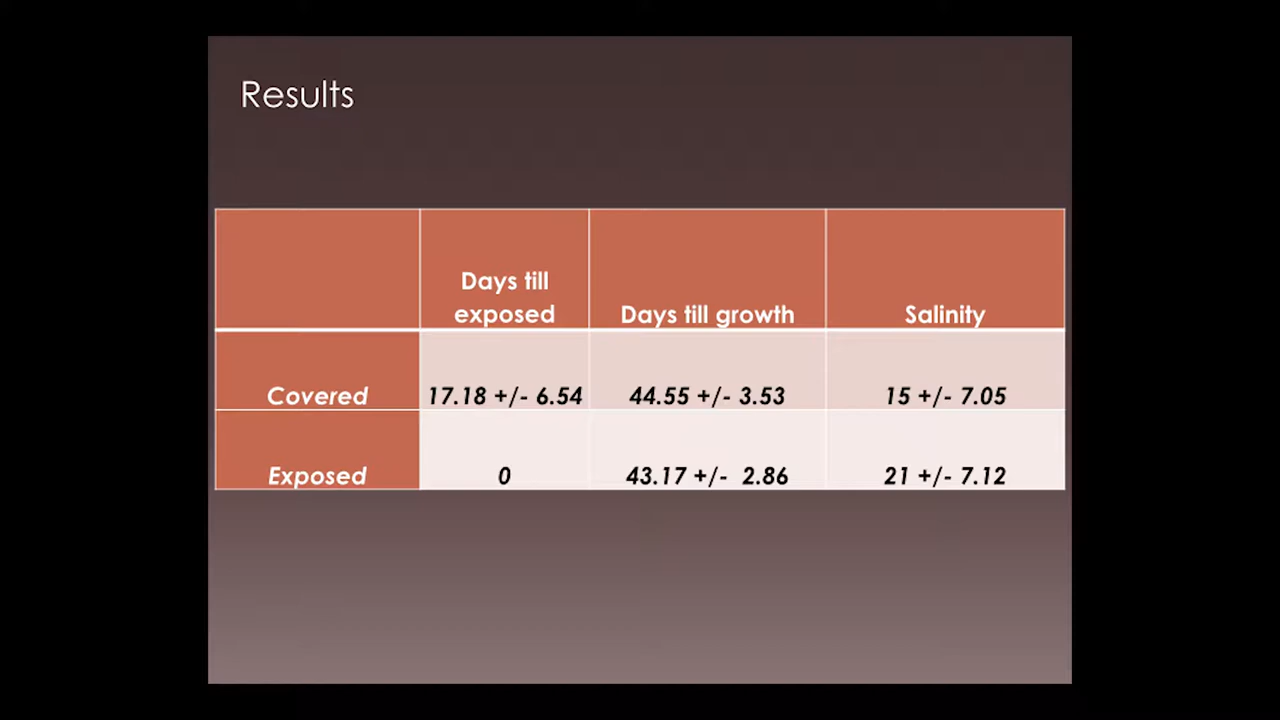 Results
Days till
exposed
Days till growth
Salinity
Covered
17.18 +/- 6.54
44.55 +/- 3.53
15 +/- 7.05
Exposed
0
43.17 +/-  2.86
21 +/- 7.12